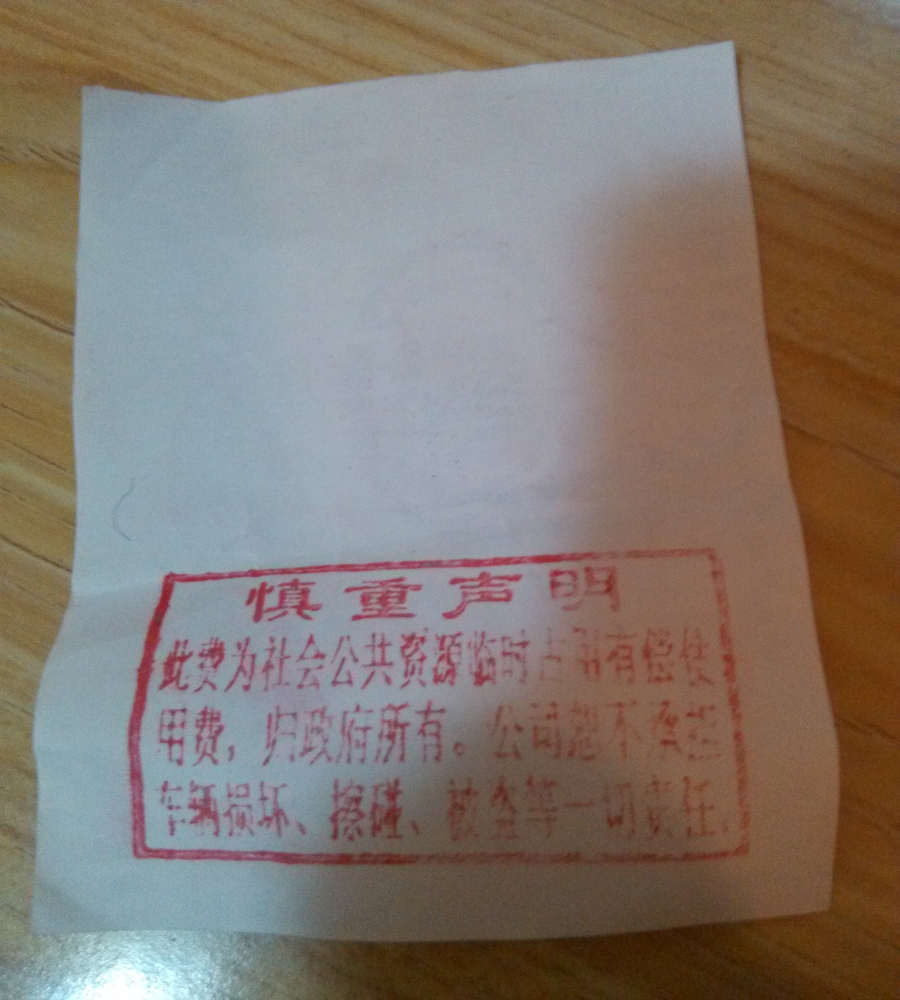 慎重声明
此费为社会公共资源临时占用有偿使
用费，归政府所有。公司恕不承担
车辆损坏、擦碰、被盗等一切责任。